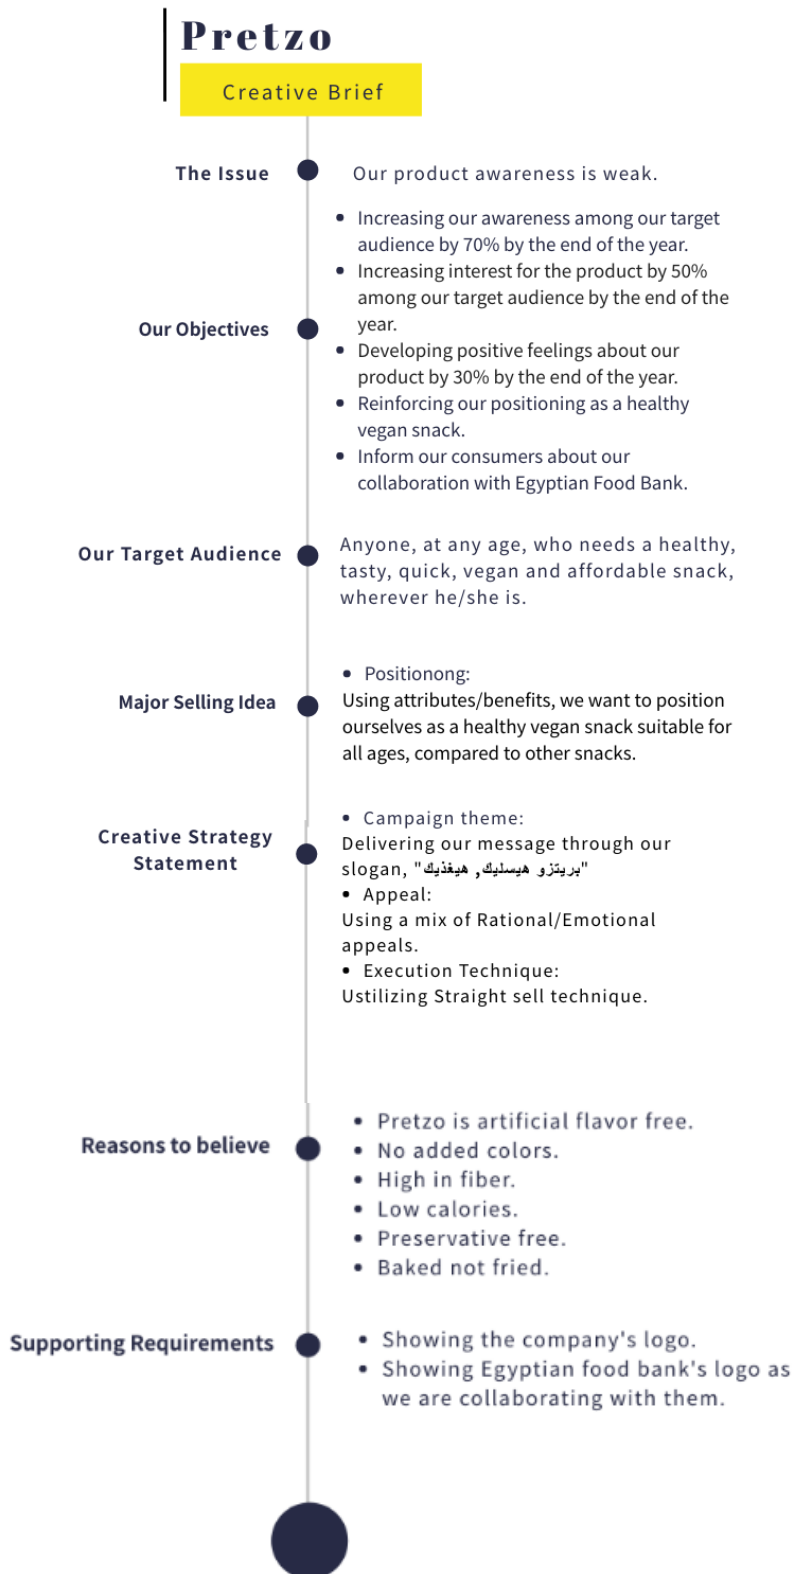 Pretzo
Creative Brief
The Issue
Our product awareness is weak.
Our Objectives
• Increasing our awareness among our target
audience by 70% by the end of the year.
• Increasing interest for the product by 50%
among our target audience by the end of the
year.
• Developing positive feelings about our
product by 30% by the end of the year.
• Reinforcing our positioning as a healthy
vegan snack.
• Inform our consumers about our
collaboration with Egyptian Food Bank.
Our Target Audience
Anyone, at any age, who needs a healthy,
tasty, quick, vegan and affordable snack,
wherever he/she is.
Major Selling Idea
• Positionong:
Using attributes/benefits, we want to position
ourselves as a healthy vegan snack suitable for
all ages, compared to other snacks.
Creative Strategy
Statement
• Campaign theme:
Delivering our message through our
slogan, "بريتزو هيسليك, هيغذيك"
• Appeal:
Using a mix of Rational/Emotional
appeals.
• Execution Technique:
Ustilizing Straight sell technique.
Reasons to believe
• Pretzo is artificial flavor free.
• No added colors.
• High in fiber.
• Low calories.
• Preservative free.
• Baked not fried.
Supporting Requirements
• Showing the company's logo.
• Showing Egyptian food bank's logo as
we are collaborating with them.